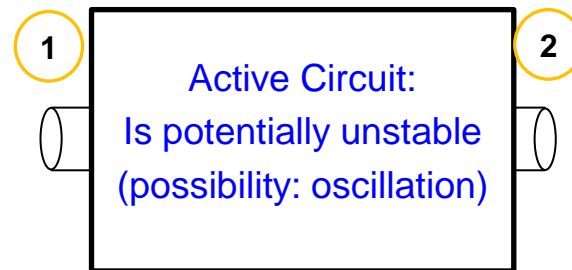 1
2
Active Circuit:
Is potentially unstable
(possibility: oscillation)